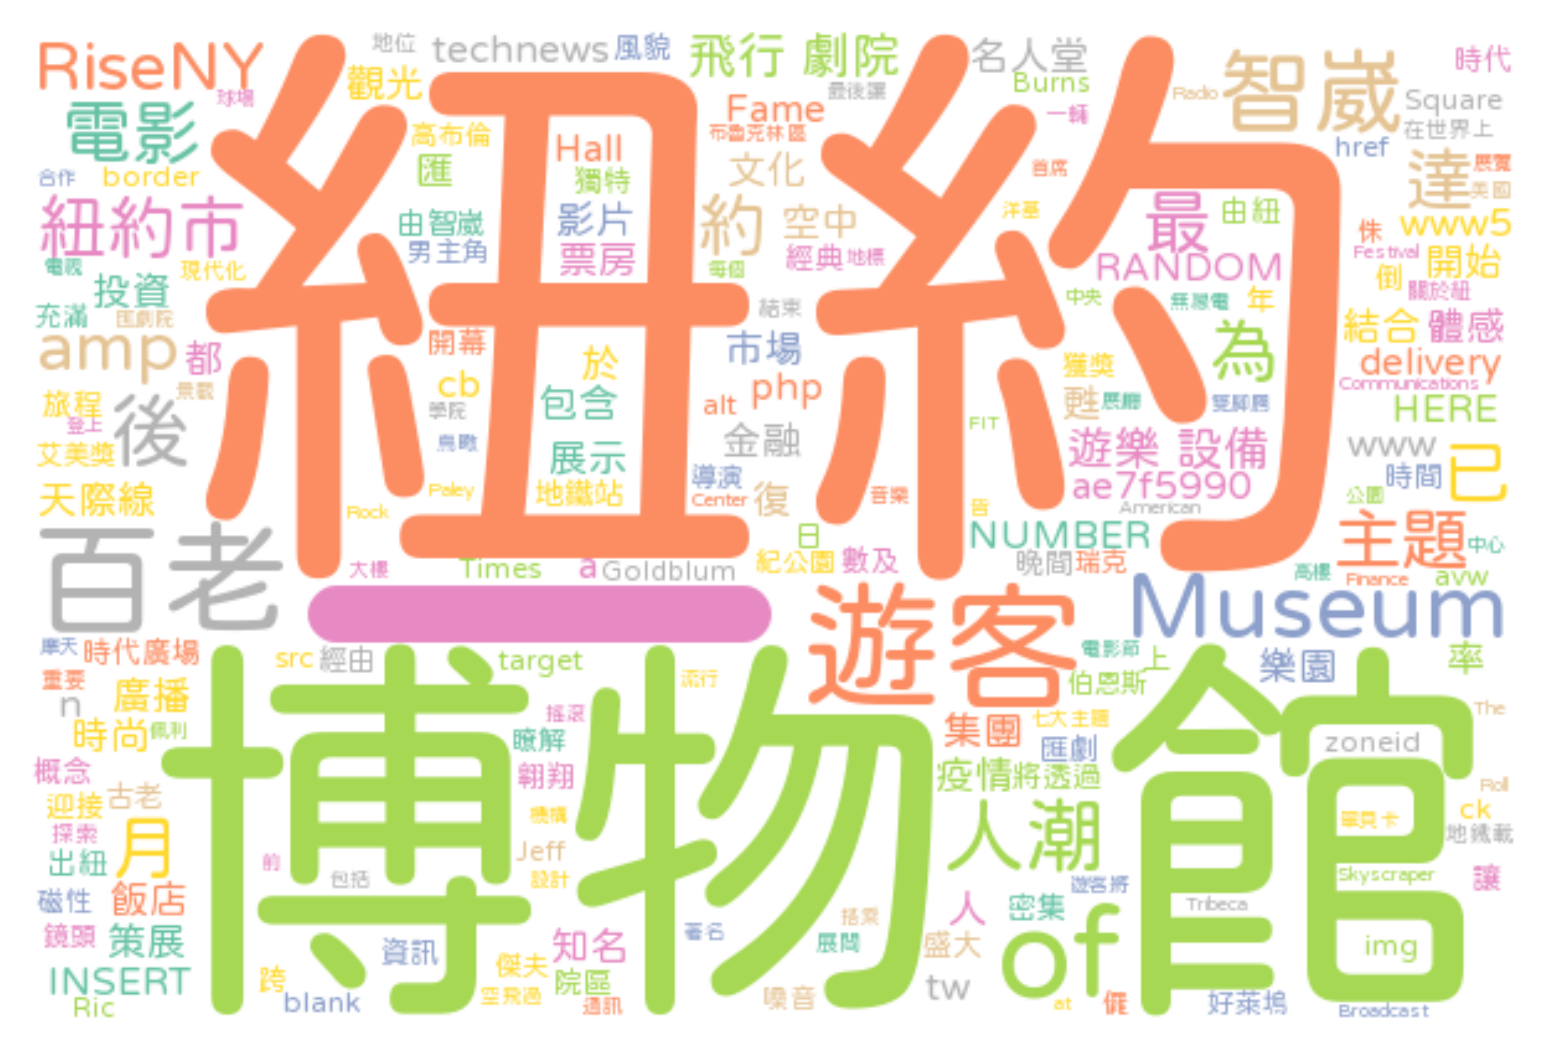 RiseNY 地位 technews 風貌 飛行 劇院 名人堂 時代
觀光 球場 最後讓 Burns Radio 智崴 Square
電影 Fame 布魯克林區 一輛 在世界上
高布倫 Hall href
合作 border 匯 獨特 文化 首席 達 展覽 美國
紐約市 由智崴 影片 約 空中 洋基 最 由紐 侏 www5
男主角 票房 經典 地標 RANDOM Festival 開始
電視 現代化 每個 倒 關於紐
投資 紐約 結束 中央 無線電 年
充滿 匯劇院 結合 體感
amp 都 開幕 於 市場 獲獎 為 delivery
景觀 cb php Communications
旅程 後 學院 包含 alt 甦 展廳 雙腳懸 HERE
登上 鳥瞰 金融 FIT 遊樂 設備 www
艾美獎 展示 時間 已
天際線 Paley 地鐵站 導演 復 音樂 ae7f5990 公園
Rock Center 皆 American
百老 日 NUMBER 主題 中心
大樓 Times a Goldblum 紀公園 數及 晚間 瑞克 高樓 Finance avw
_ 遊客 Museum
摩天 時代廣場 src 經由 target 電影節 上 樂園 率
重要 廣播 流行 伯恩斯
n 搖滾 集團 七大主題 The
時尚 佩利 瞭解 匯劇 zoneid
概念 翱翔 疫情 將透過 Roll
迎接 古老 博物館 機構 人潮 畢貝卡 ck
探索 月 地鐵載
出紐 前 Jeff
包括 設計 遊客將 Skyscraper 讓
磁性 飯店 搭乘 人 密集 Tribeca
鏡頭 策展 資訊 知名 著名 展間 盛大 of img
INSERT 跨 傑夫 院區 tw
Ric blank 空飛過 通訊 噪音 at 僱 好萊塢 Broadcast